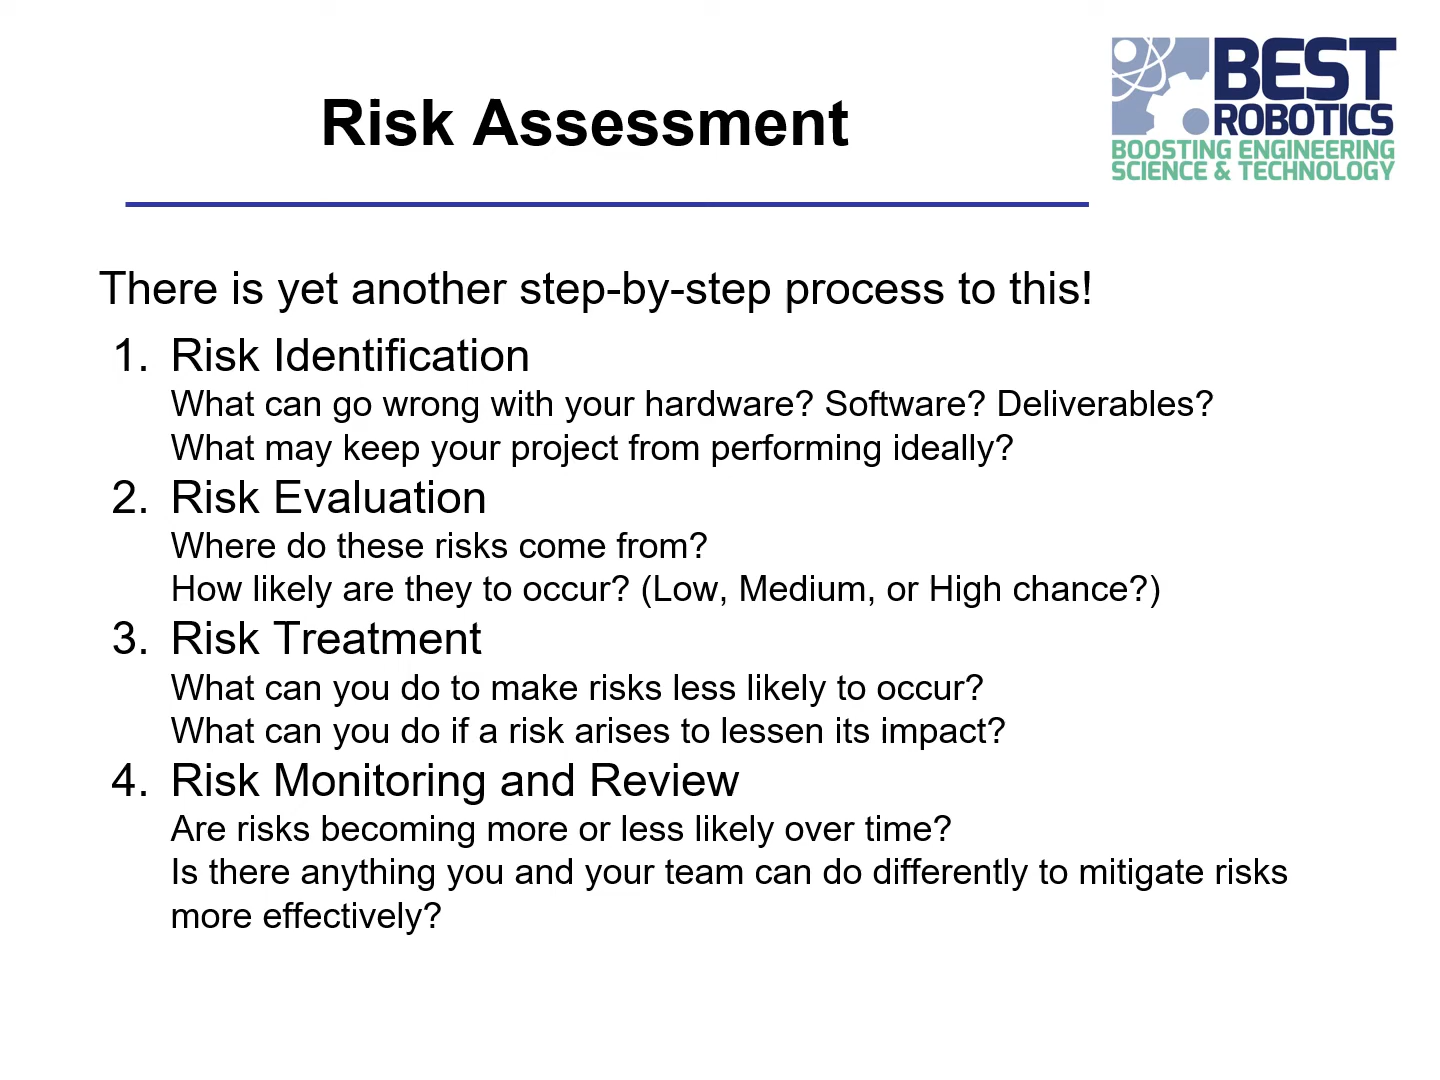 BEST
ROBOTICS
BOOSTING ENGINEERING
SCIENCE & TECHNOLOGY
Risk Assessment
There is yet another step-by-step process to this!
1. Risk Identification
What can go wrong with your hardware? Software? Deliverables?
What may keep your project from performing ideally?
2. Risk Evaluation
Where do these risks come from?
How likely are they to occur? (Low, Medium, or High chance?)
3. Risk Treatment
What can you do to make risks less likely to occur?
What can you do if a risk arises to lessen its impact?
4. Risk Monitoring and Review
Are risks becoming more or less likely over time?
Is there anything you and your team can do differently to mitigate risks
more effectively?